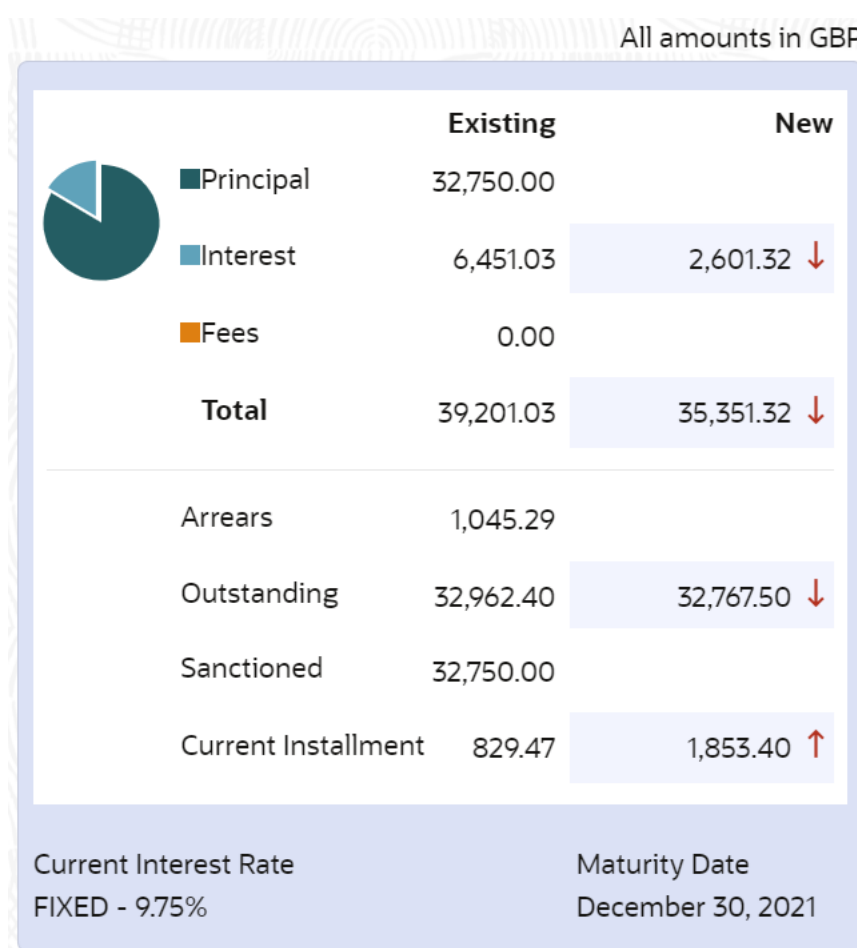 All amounts in GBP
Existing New
Principal 32,750.00
Interest 6,451.03 2,601.32 ↓
Fees 0.00
Total 39,201.03 35,351.32 ↓
Arrears 1,045.29
Outstanding 32,962.40 32,767.50 ↓
Sanctioned 32,750.00
Current Installment 829.47 1,853.40 ↑
Current Interest Rate Maturity Date
FIXED - 9.75% December 30, 2021